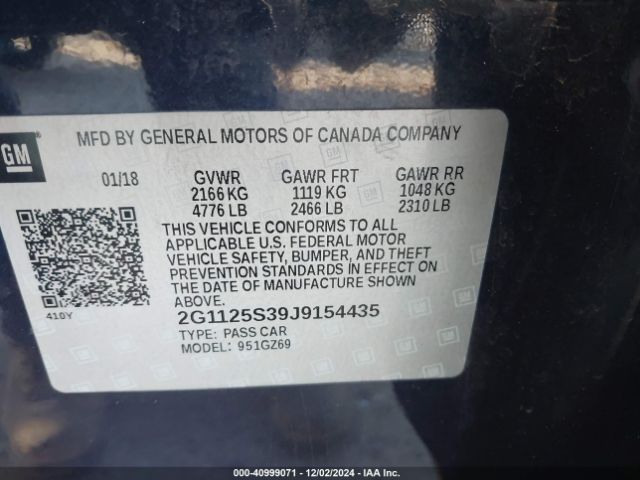 MFD BY GENERAL MOTORS OF CANADA COMPANY
GM
01/18 GVWR GAWR FRT GAWR RR
2166 KG 1119 KG 1048 KG
4776 LB 2466 LB 2310 LB
THIS VEHICLE CONFORMS TO ALL
APPLICABLE U.S. FEDERAL MOTOR
VEHICLE SAFETY, BUMPER, AND THEFT
PREVENTION STANDARDS IN EFFECT ON
THE DATE OF MANUFACTURE SHOWN
ABOVE.
410Y
2G1125S39J9154435
TYPE: PASS CAR
MODEL: 951GZ69
000-40999071 - 12/02/2024 - IAA Inc.